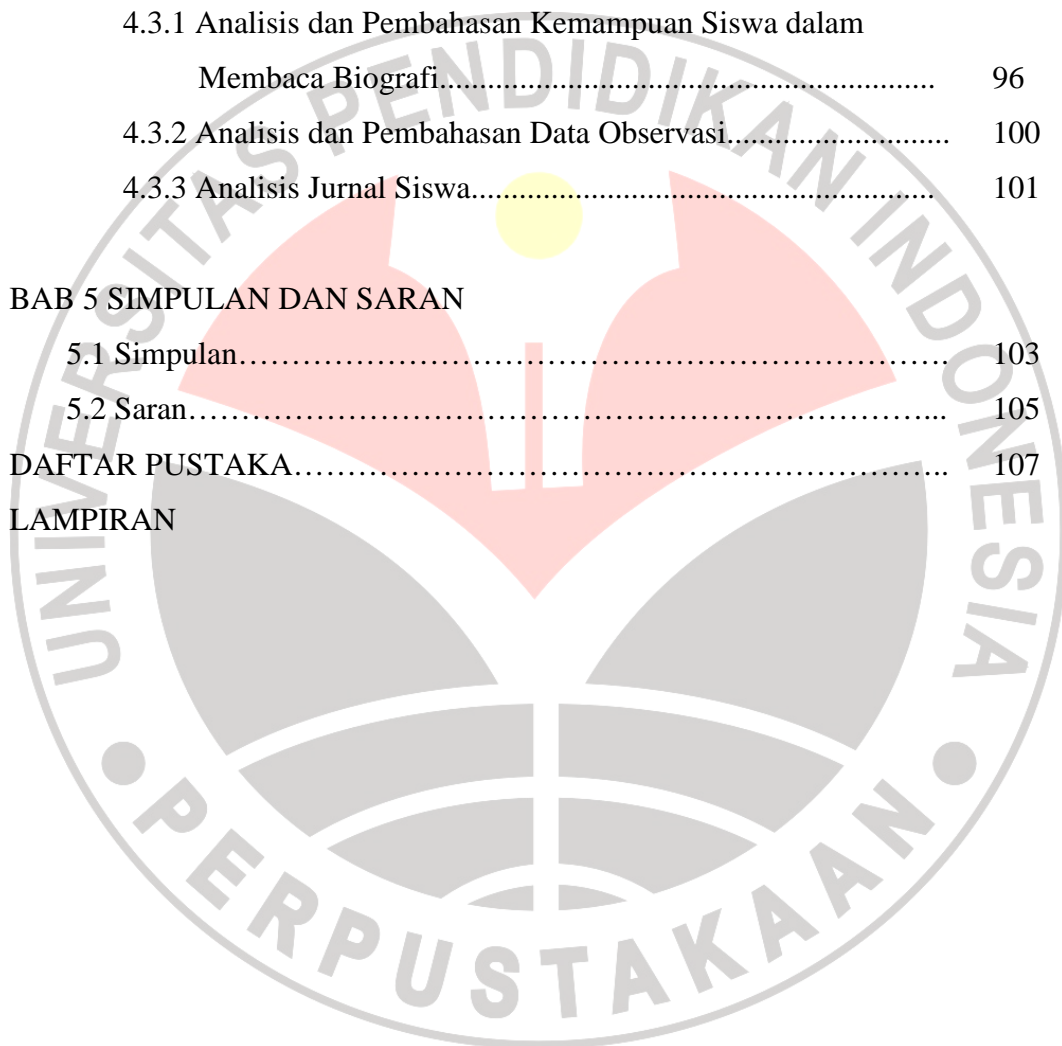 4.3.1 Analisis dan Pembahasan Kemampuan Siswa dalam
Membaca Biografi.............................................................. 96
4.3.2 Analisis dan Pembahasan Data Observasi............................ 100
4.3.3 Analisis Jurnal Siswa.......................................................... 101
BAB 5 SIMPULAN DAN SARAN
5.1 Simpulan………………………………………………………………. 103
5.2 Saran…………………………………………………………………... 105
DAFTAR PUSTAKA………………………………………………………….. 107
LAMPIRAN
UNIVERSITAS PENDIDIKAN INDONESIA
PERPUSTAKAAN